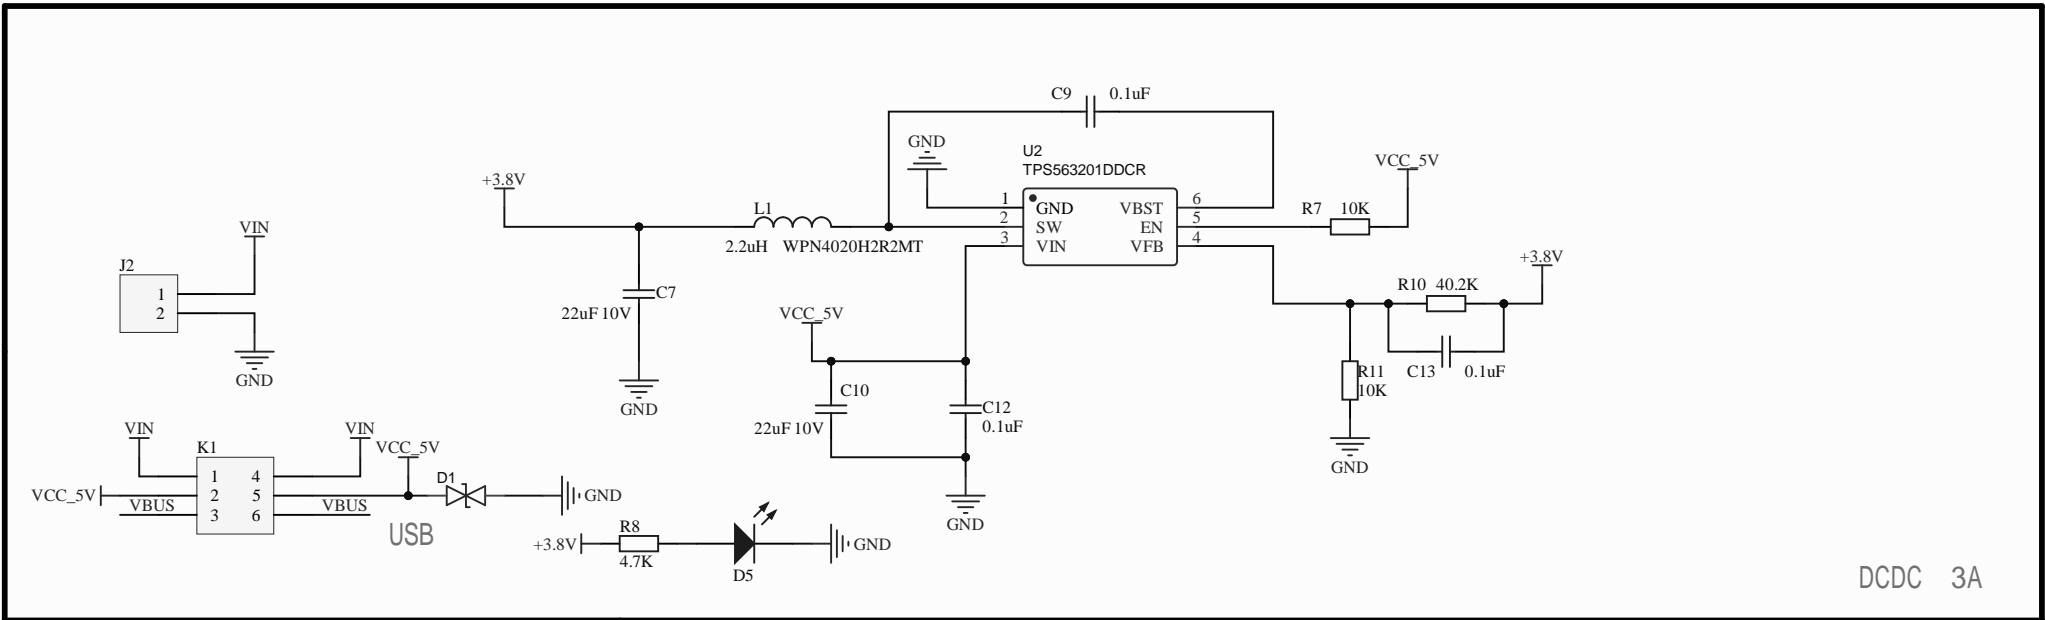 C9 0.1uF
GND
U2
TPS563201DDCR
VCC_5V
+3.8V
L1
2.2uH WPN4020H2R2MT
1 GND VBST 6
2 SW EN 5
3 VIN VFB 4
R7 10K
VIN
J2
1
2
GND
C7
22uF 10V
GND
VCC_5V
C10
22uF 10V
C12
0.1uF
GND
+3.8V
R10 40.2K
C13 0.1uF
R11
10K
GND
VIN
VIN
K1
VCC_5V
1 4
VCC_5V 2 5
VBUS 3 6 VBUS
D1
GND
USB
+3.8V
R8
4.7K
D5
GND
DCDC 3A